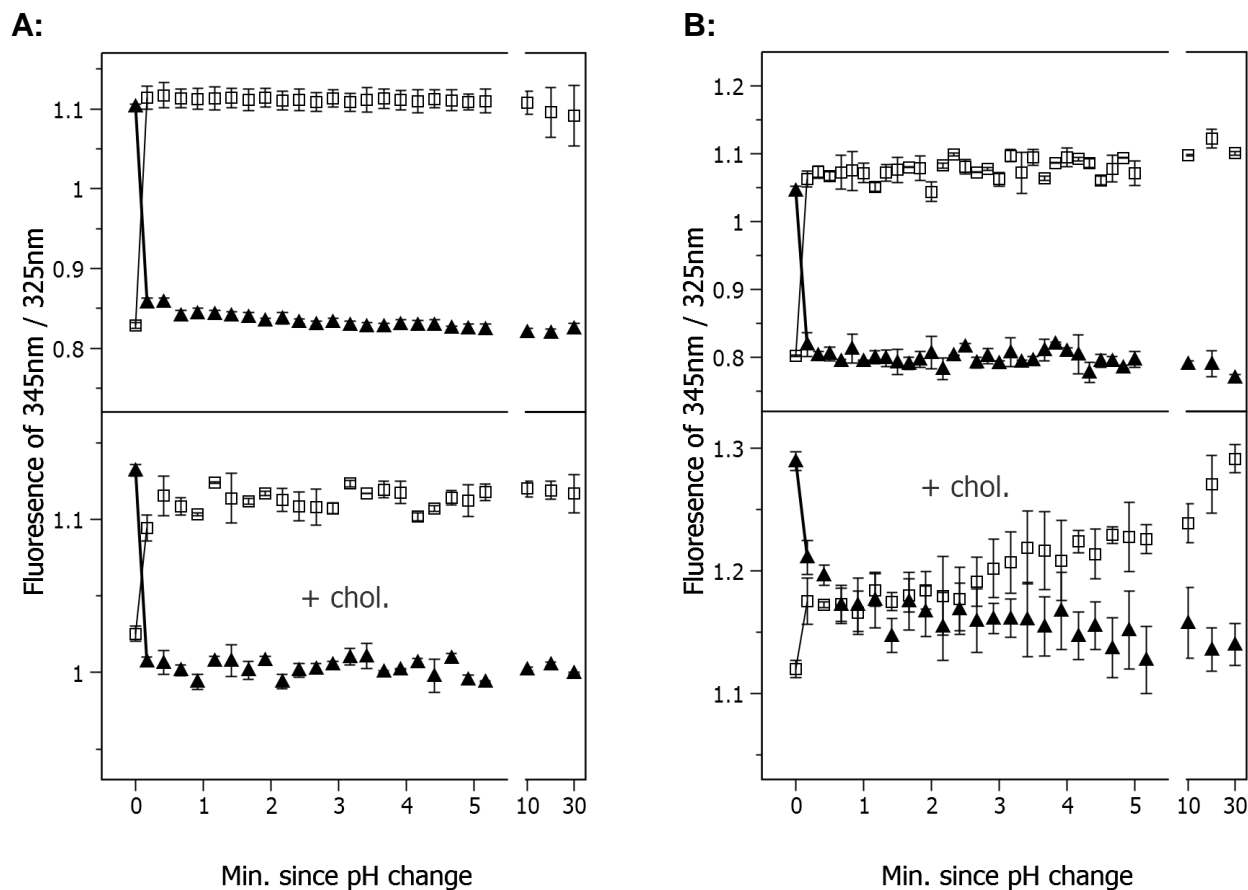 A:
B:
Fluoresence of 345nm / 325nm
1.1
1
0.9
0.8
1.1
1
+ chol.
0 1 2 3 4 5 10 30
Min. since pH change
Fluoresence of 345nm / 325nm
1.2
1.1
1
0.9
0.8
1.3
1.2
1.1
+ chol.
0 1 2 3 4 5 10 30
Min. since pH change